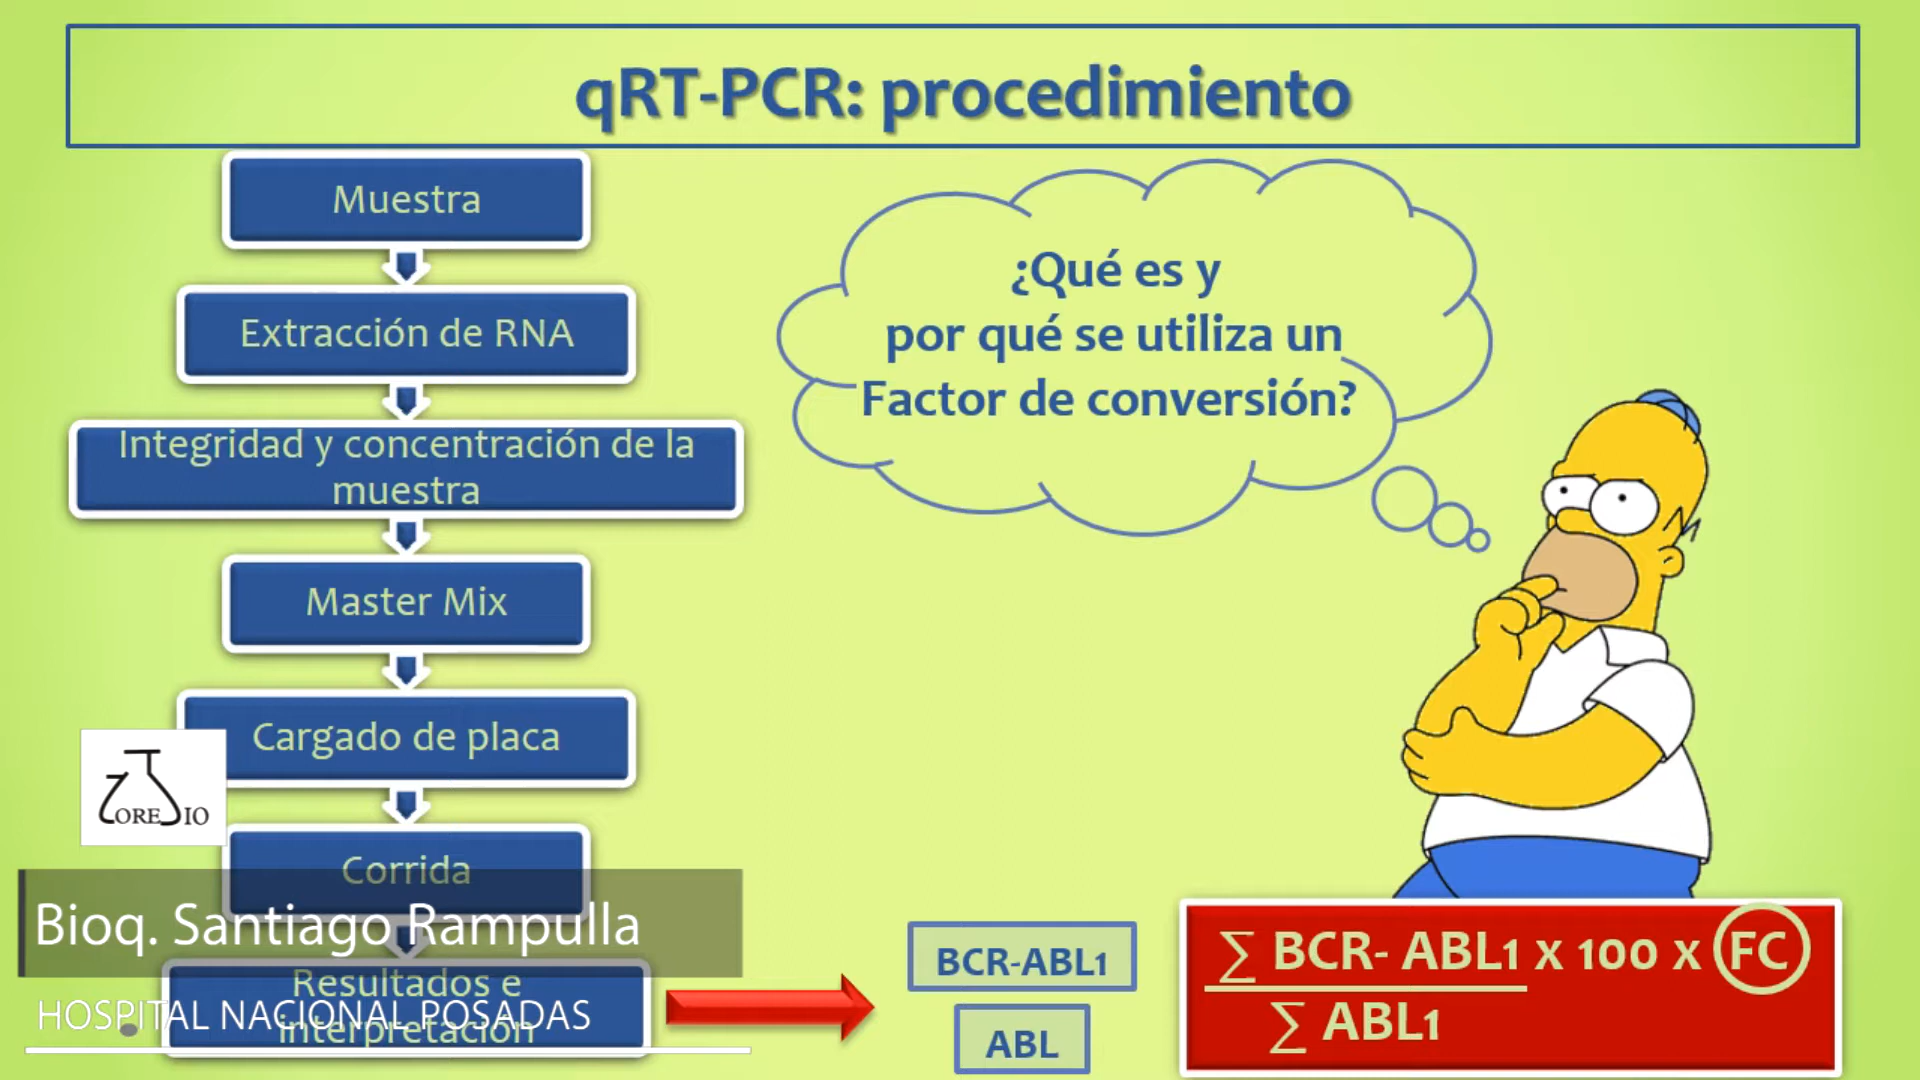 qRT-PCR: procedimiento
Muestra
Extracción de RNA
Integridad y concentración de la
muestra
Master Mix
Cargado de placa
Corrida
Resultados e
interpretación
¿Qué es y
por qué se utiliza un
Factor de conversión?
BCR-ABL1
ABL
∑ BCR- ABL1 x 100 x FC
∑ ABL1
Bioq. Santiago Rampulla
HOSPITAL NACIONAL POSADAS